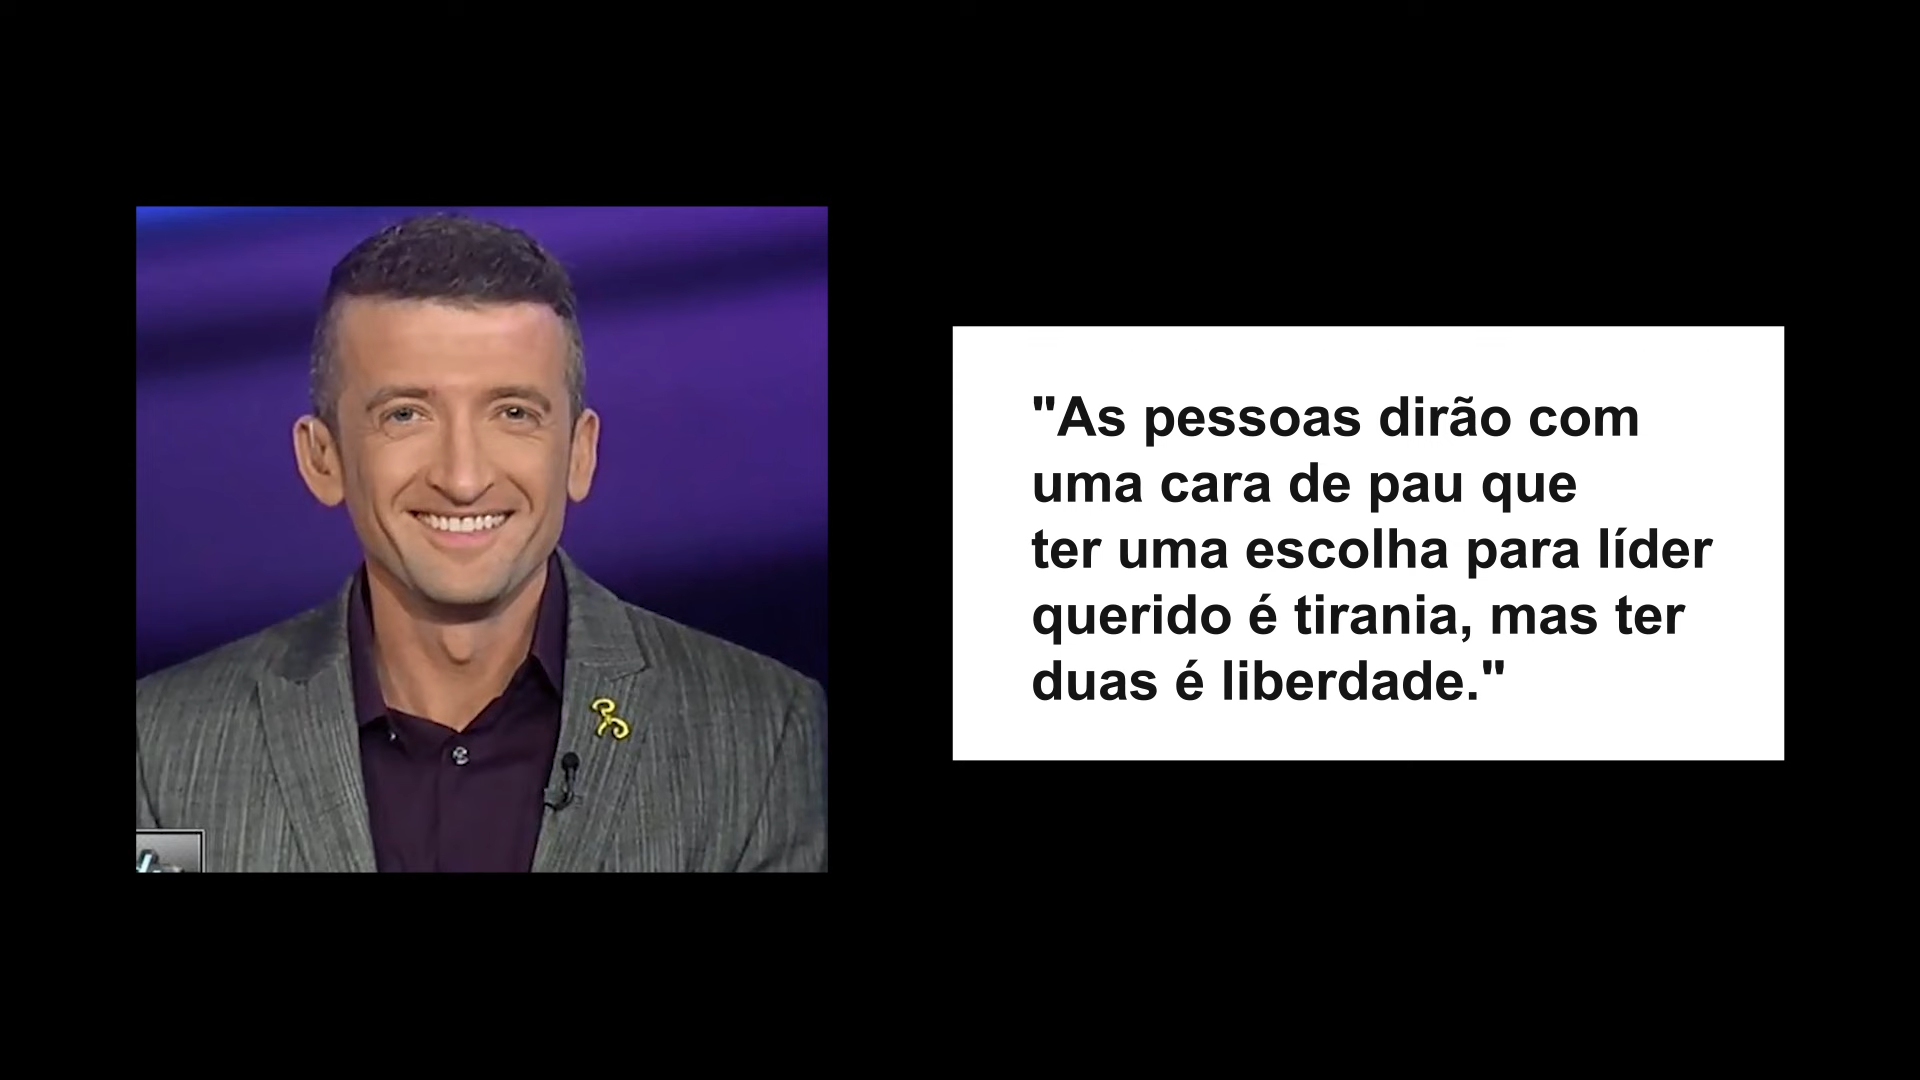 "As pessoas dirão com
uma cara de pau que
ter uma escolha para líder
querido é tirania, mas ter
duas é liberdade."